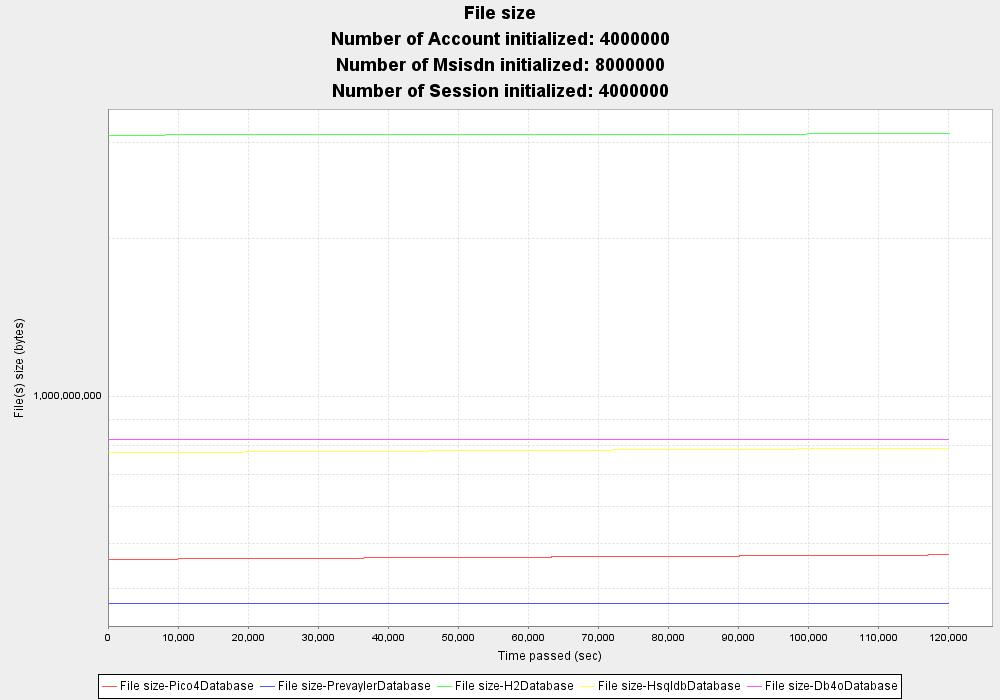 File size
Number of Account initialized: 4000000
Number of Msisdn initialized: 8000000
Number of Session initialized: 4000000
File(s) size (bytes)
1,000,000,000
0 10,000 20,000 30,000 40,000 50,000 60,000 70,000 80,000 90,000 100,000 110,000 120,000
Time passed (sec)
File size-Pico4Database File size-PrevaylerDatabase File size-H2Database File size-HsqldbDatabase File size-Db4oDatabase